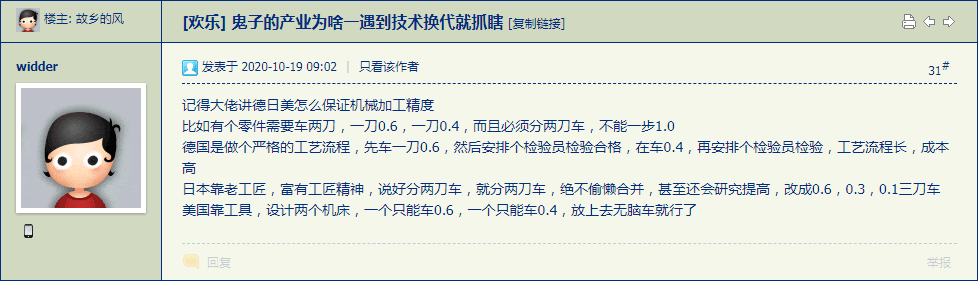 楼主: 故乡的风
[欢乐] 鬼子的产业为啥一遇到技术换代就抓瞎 [复制链接]
widder
发表于 2020-10-19 09:02 | 只看该作者
31#
记得大佬讲德日美怎么保证机械加工精度
比如有个零件需要车两刀，一刀0.6，一刀0.4，而且必须分两刀车，不能一步1.0
德国是做个严格的工艺流程，先车一刀0.6，然后安排个检验员检验合格，在车0.4，再安排个检验员检验，工艺流程长，成本
高
日本靠老工匠，富有工匠精神，说好分两刀车，就分两刀车，绝不偷懒合并，甚至还会研究提高，改成0.6，0.3，0.1三刀车
美国靠工具，设计两个机床，一个只能车0.6，一个只能车0.4，放上去无脑车就行了
回复
举报